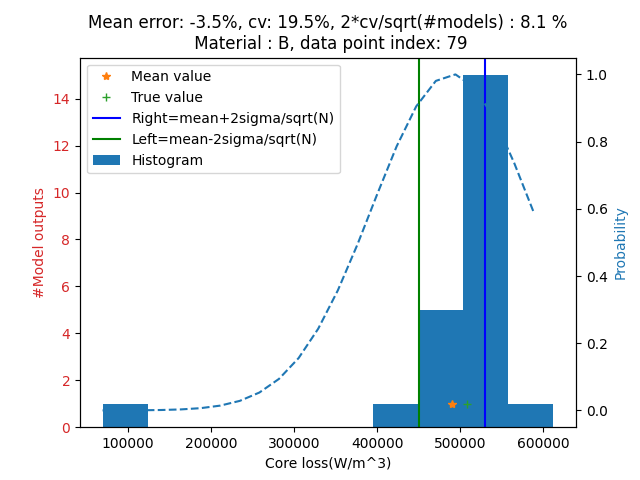 Mean error: -3.5%, cv: 19.5%, 2*cv/sqrt(#models) : 8.1 %
Material : B, data point index: 79
Mean value
True value
Right=mean+2sigma/sqrt(N)
Left=mean-2sigma/sqrt(N)
Histogram
14
12
10
8
6
4
2
0
#Model outputs
1.0
0.8
0.6
0.4
0.2
0.0
Probability
100000 200000 300000 400000 500000 600000
Core loss(W/m^3)